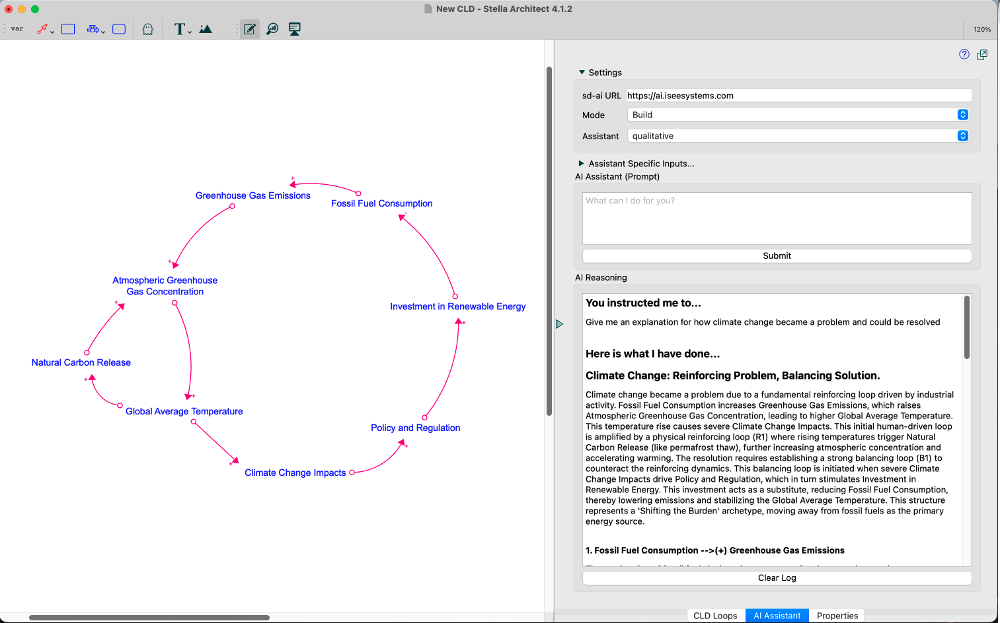 New CLD - Stella Architect 4.1.2
var
T
120%
?
Settings
sd-ai URL https://ai.iseesystems.com
Mode Build
Assistant qualitative
Assistant Specific Inputs...
AI Assistant (Prompt)
What can I do for you?
Submit
AI Reasoning
You instructed me to...
Give me an explanation for how climate change became a problem and could be resolved
Here is what I have done...
Climate Change: Reinforcing Problem, Balancing Solution.
Climate change became a problem due to a fundamental reinforcing loop driven by industrial
activity. Fossil Fuel Consumption increases Greenhouse Gas Emissions, which raises
Atmospheric Greenhouse Gas Concentration, leading to higher Global Average Temperature.
This temperature rise causes severe Climate Change Impacts. This initial human-driven loop
is amplified by a physical reinforcing loop (R1) where rising temperatures trigger Natural
Carbon Release (like permafrost thaw), further increasing atmospheric concentration and
accelerating warming. The resolution requires establishing a strong balancing loop (B1) to
counteract the reinforcing dynamics. This balancing loop is initiated when severe Climate
Change Impacts drive Policy and Regulation, which in turn stimulates Investment in
Renewable Energy. This investment acts as a substitute, reducing Fossil Fuel Consumption,
thereby lowering emissions and stabilizing the Global Average Temperature. This structure
represents a 'Shifting the Burden' archetype, moving away from fossil fuels as the primary
energy source.
1. Fossil Fuel Consumption -->(+) Greenhouse Gas Emissions
Clear Log
CLD Loops
AI Assistant
Properties
+
Greenhouse Gas Emissions
Fossil Fuel Consumption
-
+
Atmospheric Greenhouse
Gas Concentration
+
Investment in Renewable Energy
+
Natural Carbon Release
+
+
Global Average Temperature
Policy and Regulation
+
+
Climate Change Impacts